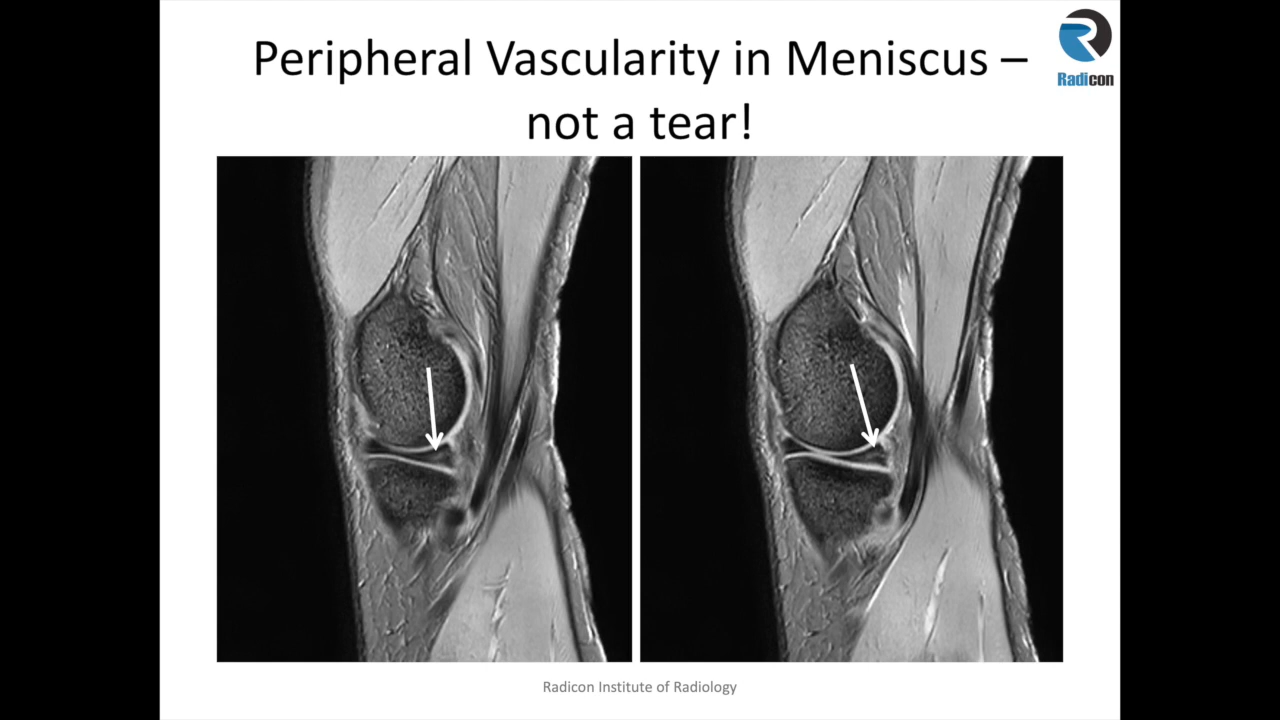 Peripheral Vascularity in Meniscus –
not a tear!
Radicon
Radicon Institute of Radiology